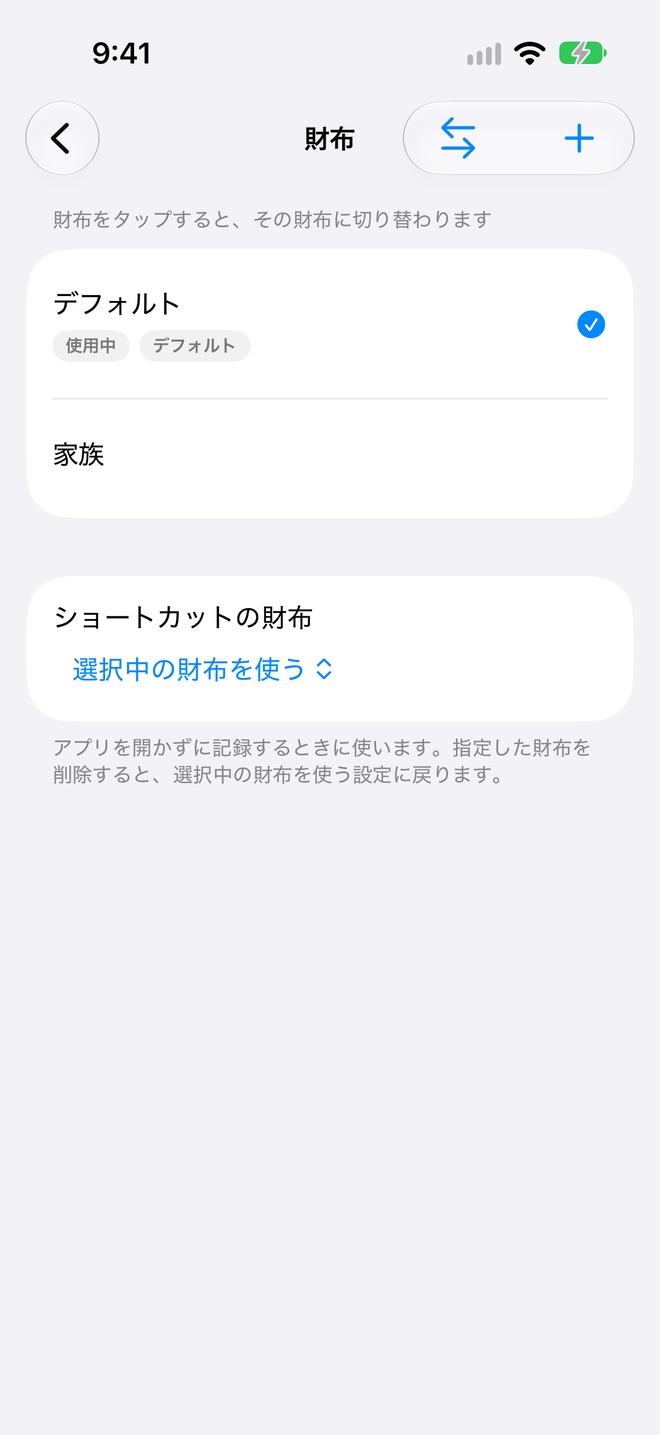 9:41
財布
財布をタップすると、その財布に切り替わります
デフォルト
使用中 デフォルト
家族
ショートカットの財布
選択中の財布を使う
アプリを開かずに記録するときに使います。指定した財布を
削除すると、選択中の財布を使う設定に戻ります。